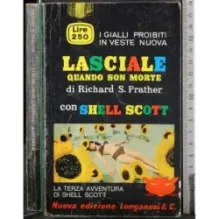 Lire
250
I GIALLI PROIBITI
IN VESTE NUOVA
LASCIALE
QUANDO SON MORTE
di Richard S. Prather
con SHELL SCOTT
LA TERZA AVVENTURA
DI SHELL SCOTT
Nuova edizione Longanesi & C.